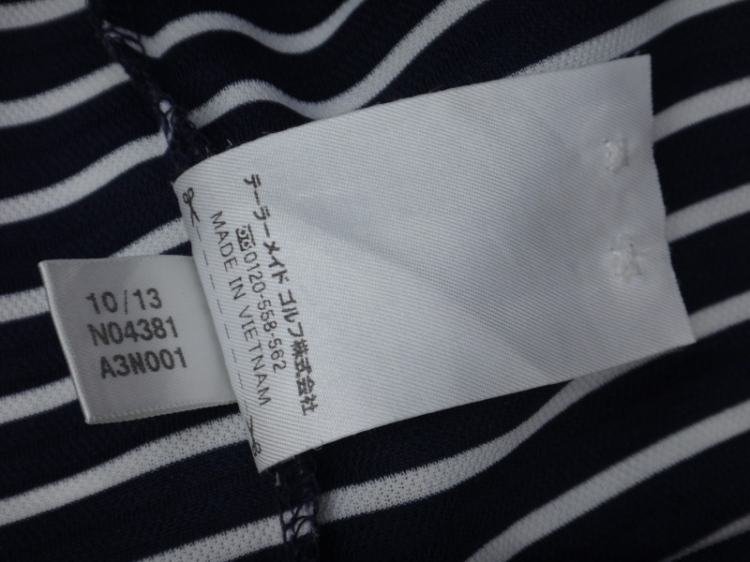 テーラーメイド ゴルフ株式会社
0120-558-562
MADE IN VIETNAM
10/13
N04381
A3N001